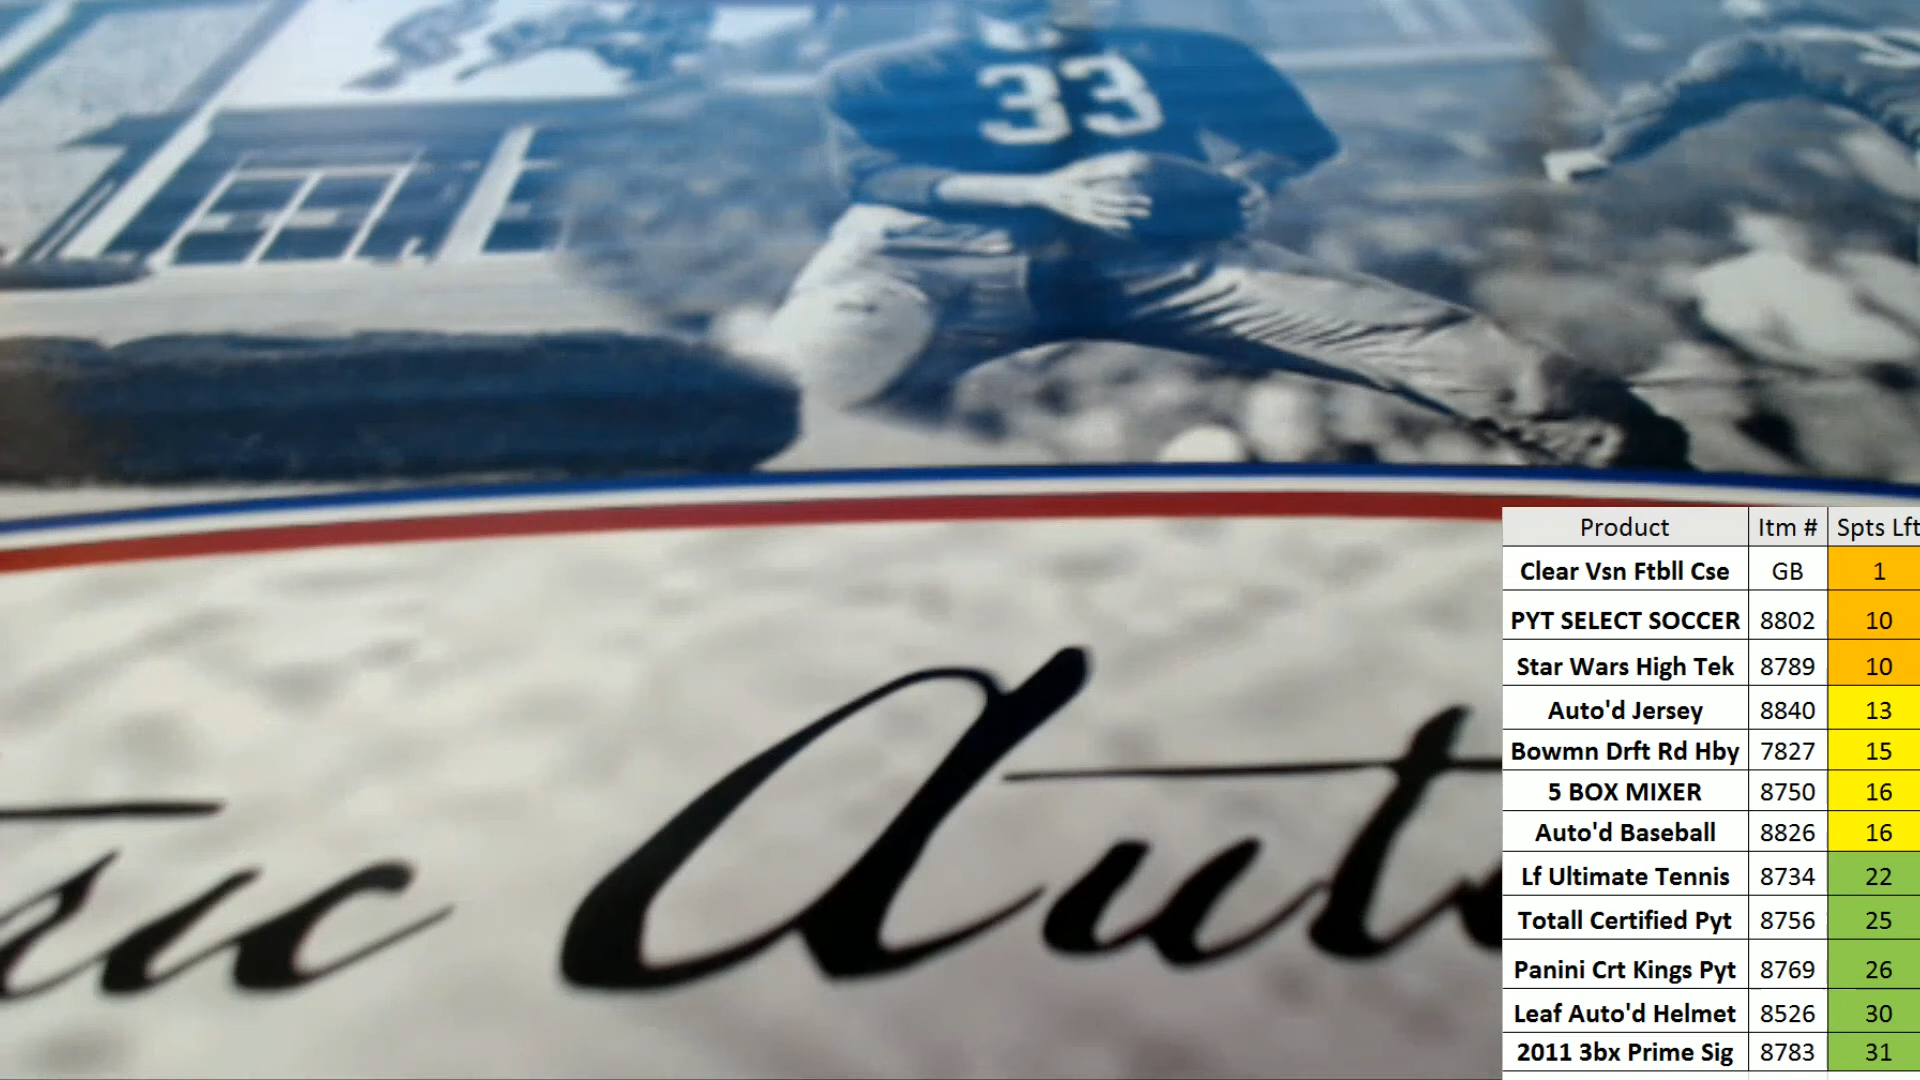 33
Auto
Product Itm # Spts Lft
Clear Vsn Ftbll Cse GB 1
PYT SELECT SOCCER 8802 10
Star Wars High Tek 8789 10
Auto'd Jersey 8840 13
Bowmn Drft Rd Hby 7827 15
5 BOX MIXER 8750 16
Auto'd Baseball 8826 16
Lf Ultimate Tennis 8734 22
Totall Certified Pyt 8756 25
Panini Crt Kings Pyt 8769 26
Leaf Auto'd Helmet 8526 30
2011 3bx Prime Sig 8783 31